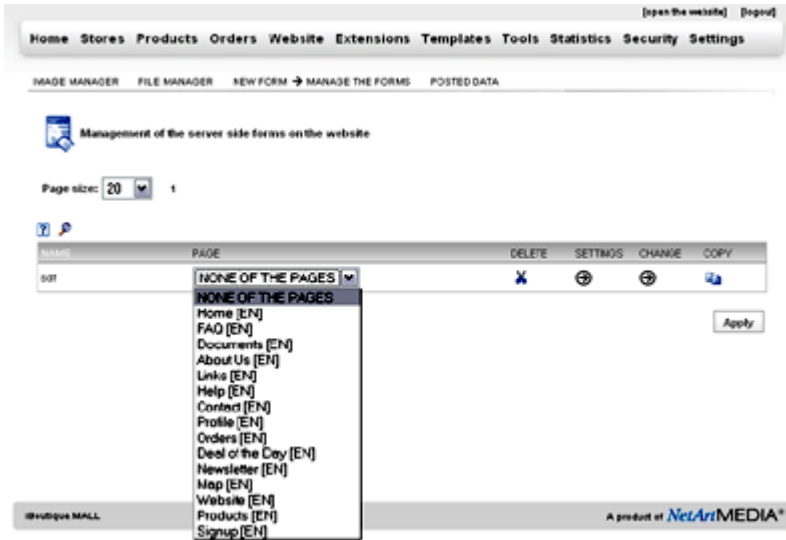 [open the website] [logout]
Home Stores Products Orders Website Extensions Templates Tools Statistics Security Settings
IMAGE MANAGER FILE MANAGER NEW FORM MANAGE THE FORMS POSTED DATA
Management of the server side forms on the website
Page size: 20 1
NAME PAGE DELETE SETTINGS CHANGE COPY
NONE OF THE PAGES
NONE OF THE PAGES
Home [EN]
FAQ [EN]
Documents [EN]
About Us [EN]
Links [EN]
Help [EN]
Contact [EN]
Profile [EN]
Orders [EN]
Deal of the Day [EN]
Newsletter [EN]
Map [EN]
Website [EN]
Products [EN]
Signup [EN]
Apply
iBoutique MALL A product of NetArtMEDIA